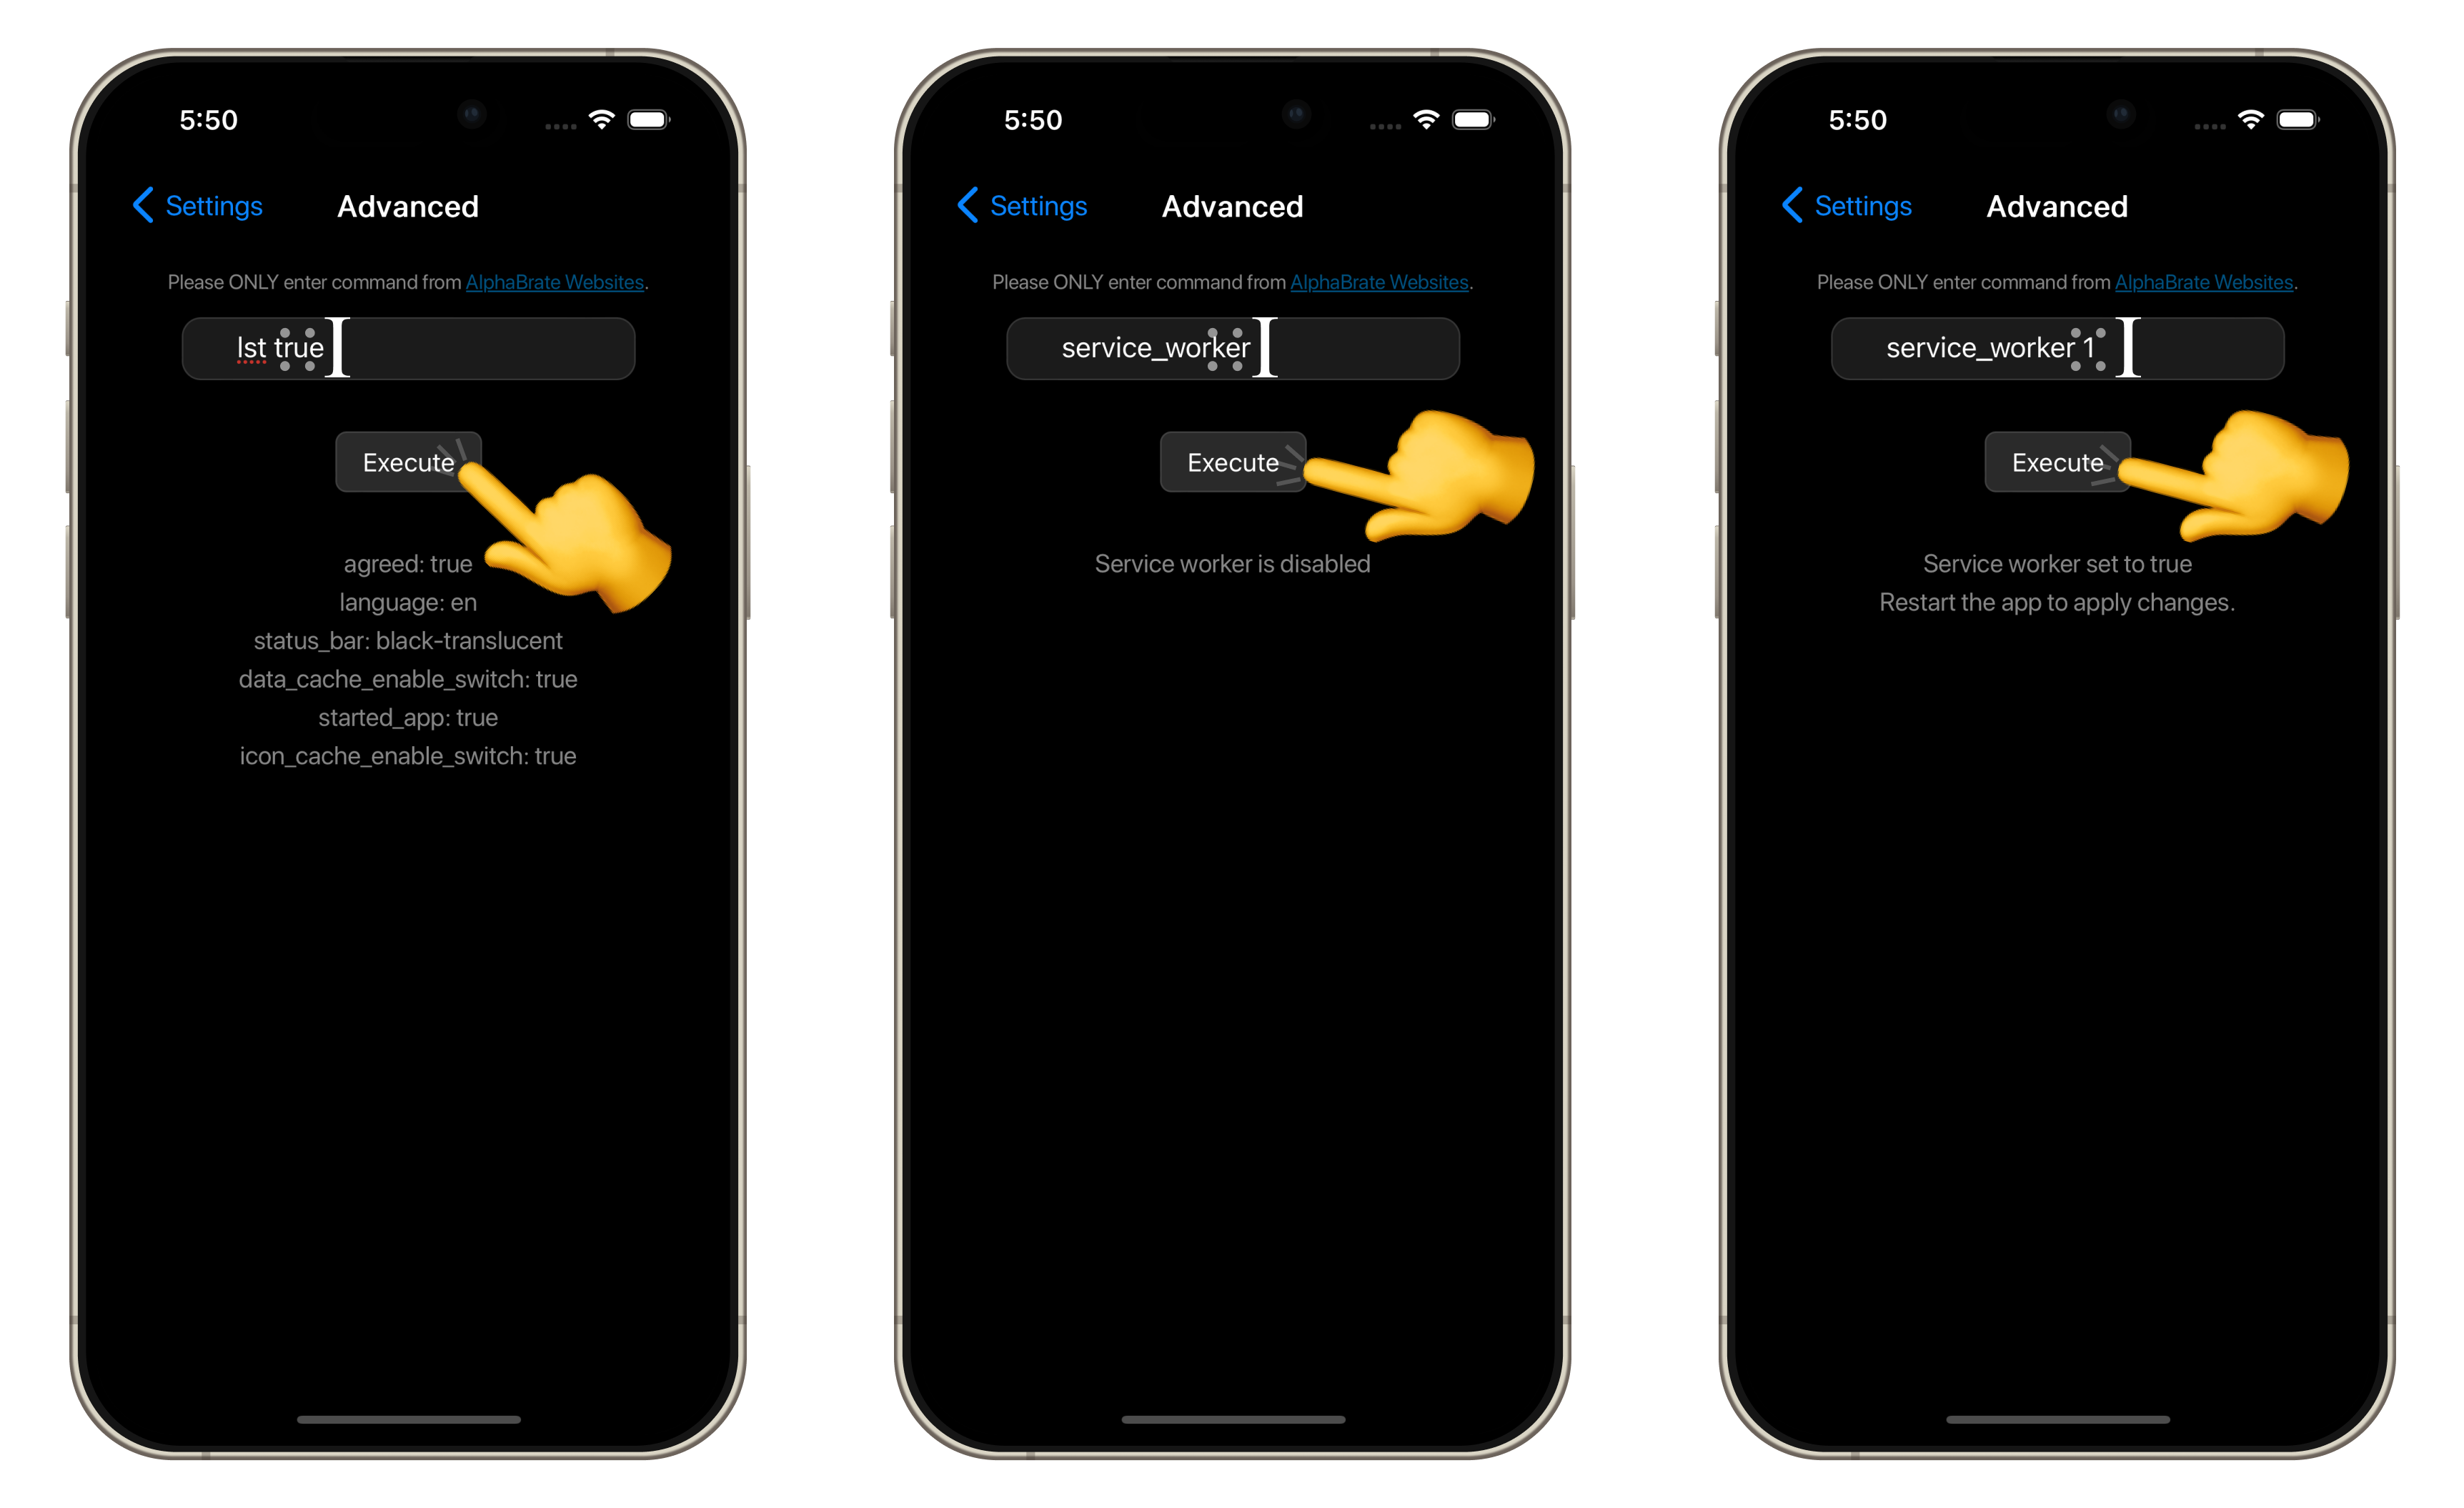 5:50
Settings
Advanced
Please ONLY enter command from AlphaBrate Websites.
lst true
Execute
agreed: true
language: en
status_bar: black-translucent
data_cache_enable_switch: true
started_app: true
icon_cache_enable_switch: true
5:50
Settings
Advanced
Please ONLY enter command from AlphaBrate Websites.
service_worker
Execute
Service worker is disabled
5:50
Settings
Advanced
Please ONLY enter command from AlphaBrate Websites.
service_worker 1
Execute
Service worker set to true
Restart the app to apply changes.